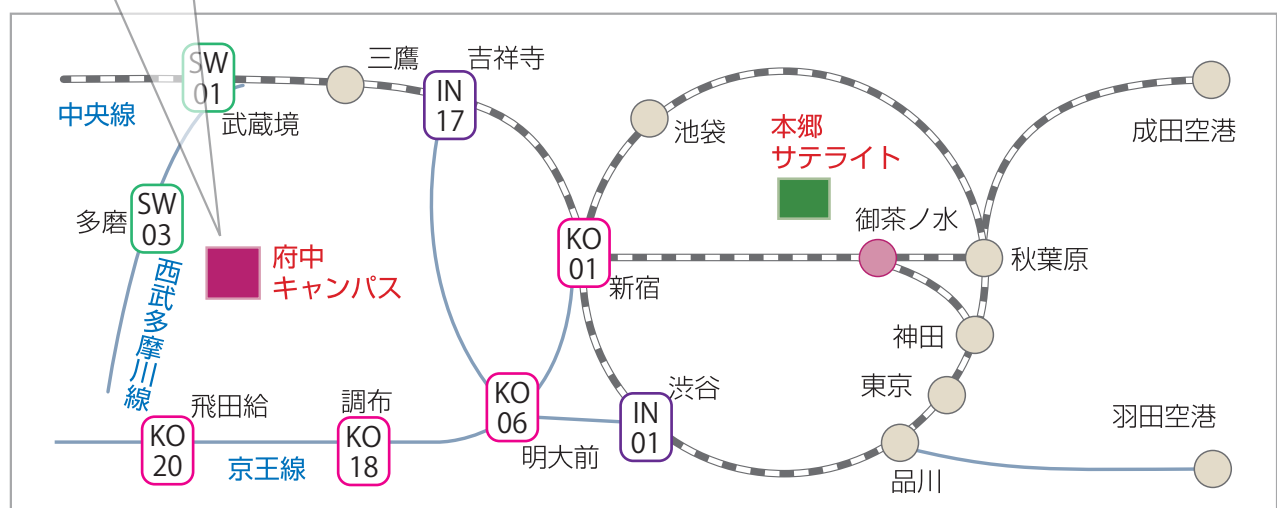 SW
01
三鷹
吉祥寺
IN
17
中央線
武蔵境
池袋
本郷
サテライト
成田空港
SW
03
多磨
御茶ノ水
府中
キャンパス
KO
01
新宿
秋葉原
西武多摩川線
神田
飛田給
調布
KO
06
渋谷
東京
羽田空港
KO
20
京王線
KO
18
明大前
IN
01
品川